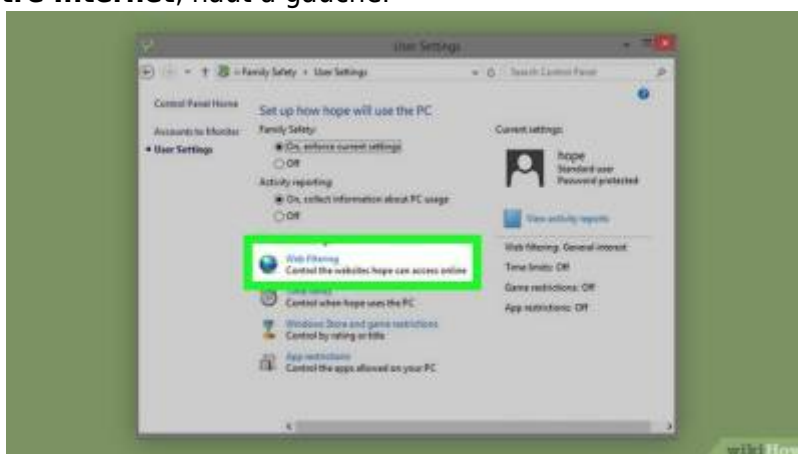 internet, haut à gauche.
User Settings
Family Safety › User Settings
Search Control Panel
Control Panel Home
Accounts to Monitor
User Settings
Set up how hope will use the PC
Family Safety:
On, enforce current settings
Off
Activity reporting:
On, collect information about PC usage
Off
Web Filtering
Control the websites hope can access online
Time limits
Control when hope uses the PC
Windows Store and game restrictions
Control by rating or title
App restrictions
Control the apps allowed on your PC
Current settings:
hope
Standard user
Password protected
View activity reports
Web filtering: General interest
Time limits: Off
Game restrictions: Off
App restrictions: Off
wikiHow